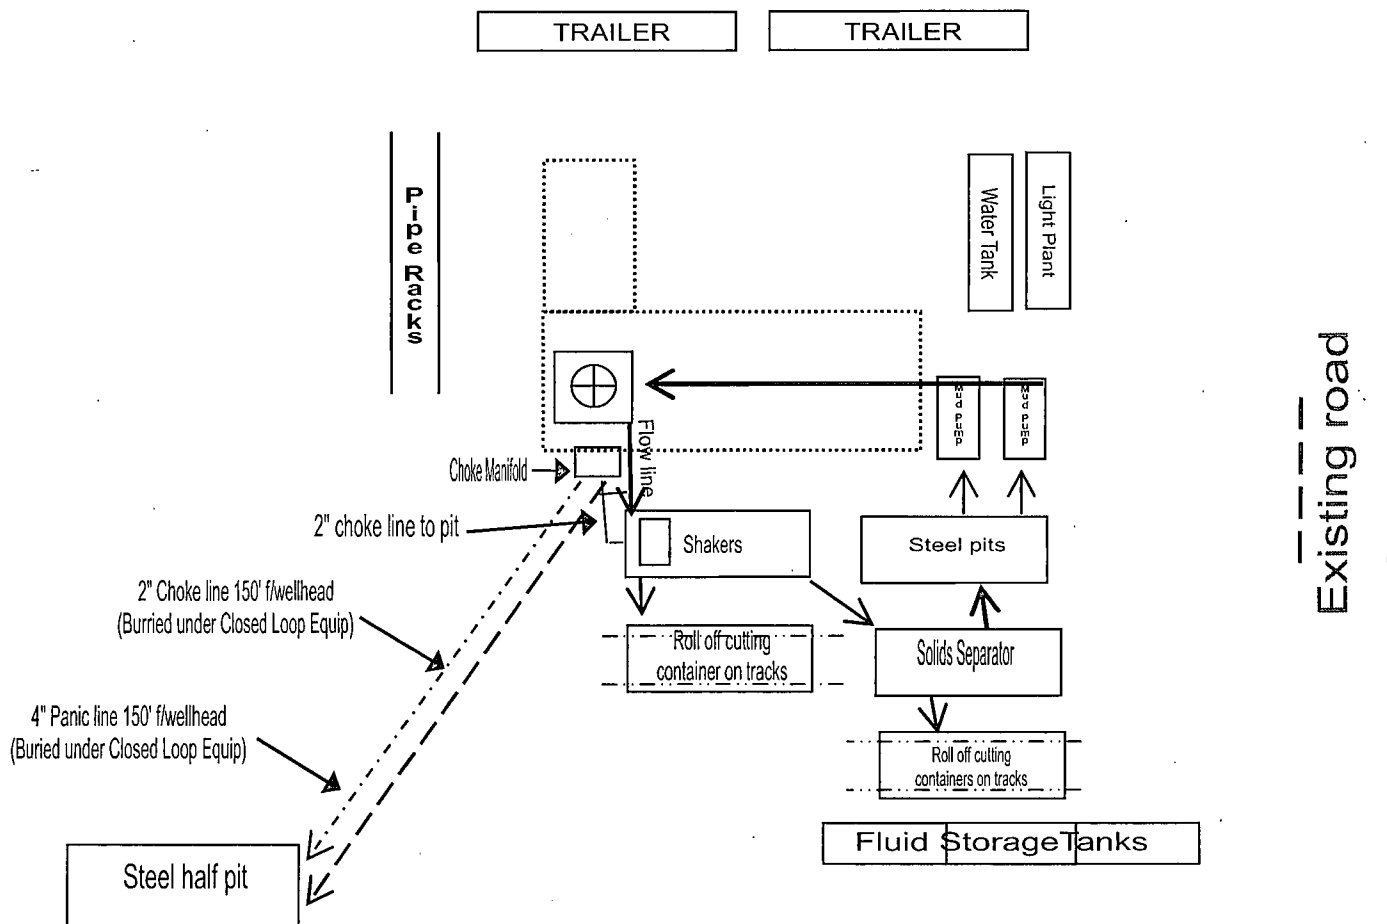 TRAILER
TRAILER
Pipe Racks
Water Tank
Light Plant
Mud Pump
Mud Pump
Existing road
Flow line
Choke Manifold
2" choke line to pit
Shakers
Steel pits
2" Choke line 150' f/wellhead
(Burried under Closed Loop Equip)
Roll off cutting
container on tracks
Solids Separator
4" Panic line 150' f/wellhead
(Buried under Closed Loop Equip)
Roll off cutting
containers on tracks
Fluid StorageTanks
Steel half pit